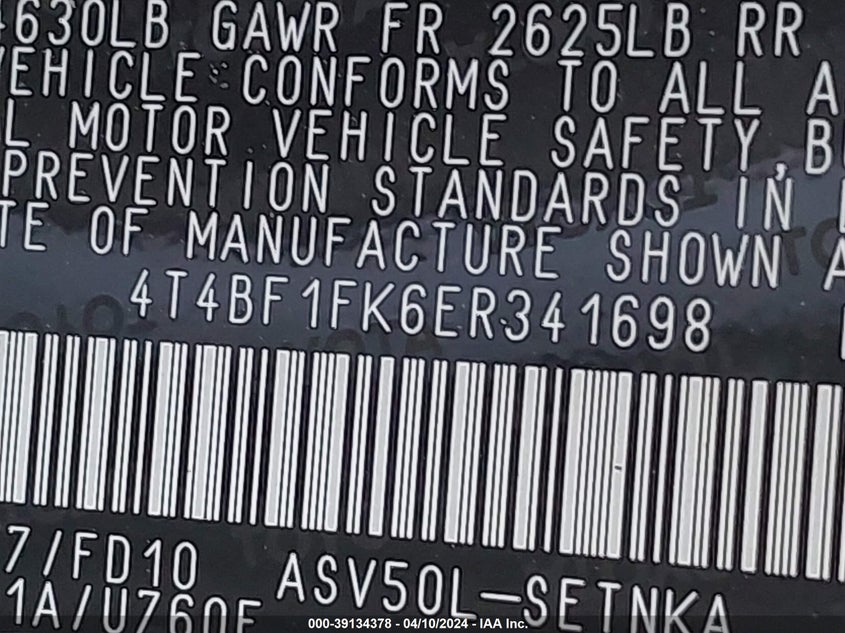 4630LB GAWR FR 2625LB RR
VEHICLE CONFORMS TO ALL A
L MOTOR VEHICLE SAFETY, B
PREVENTION STANDARDS IN
TE OF MANUFACTURE SHOWN A
4T4BF1FK6ER341698
7/FD10 ASV50L-SETNKA
1A/U760E
000-39134378 - 04/10/2024 - IAA Inc.